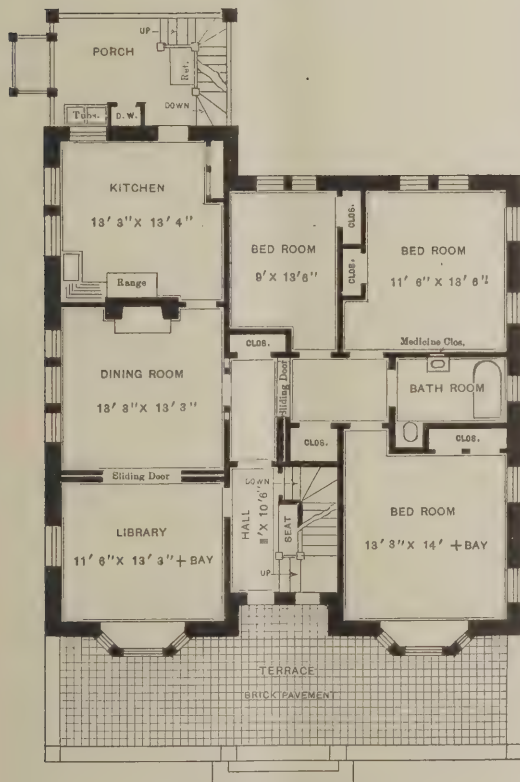 UP
PORCH
Ref.
DOWN
Tubs.
D.W.
KITCHEN
13' 3" X 13' 4"
CLOS.
BED ROOM
9' X 13'6"
CLOS.
BED ROOM
11' 6" X 13' 6"
Range
Medicine Clos.
CLOS.
DINING ROOM
13' 3" X 13' 3"
Sliding Door
BATH ROOM
CLOS.
CLOS.
Sliding Door
DOWN
LIBRARY
11' 6" X 13' 3" + BAY
HALL
X 10'6"
SEAT
UP
BED ROOM
13' 3" X 14' + BAY
TERRACE
BRICK PAVEMENT